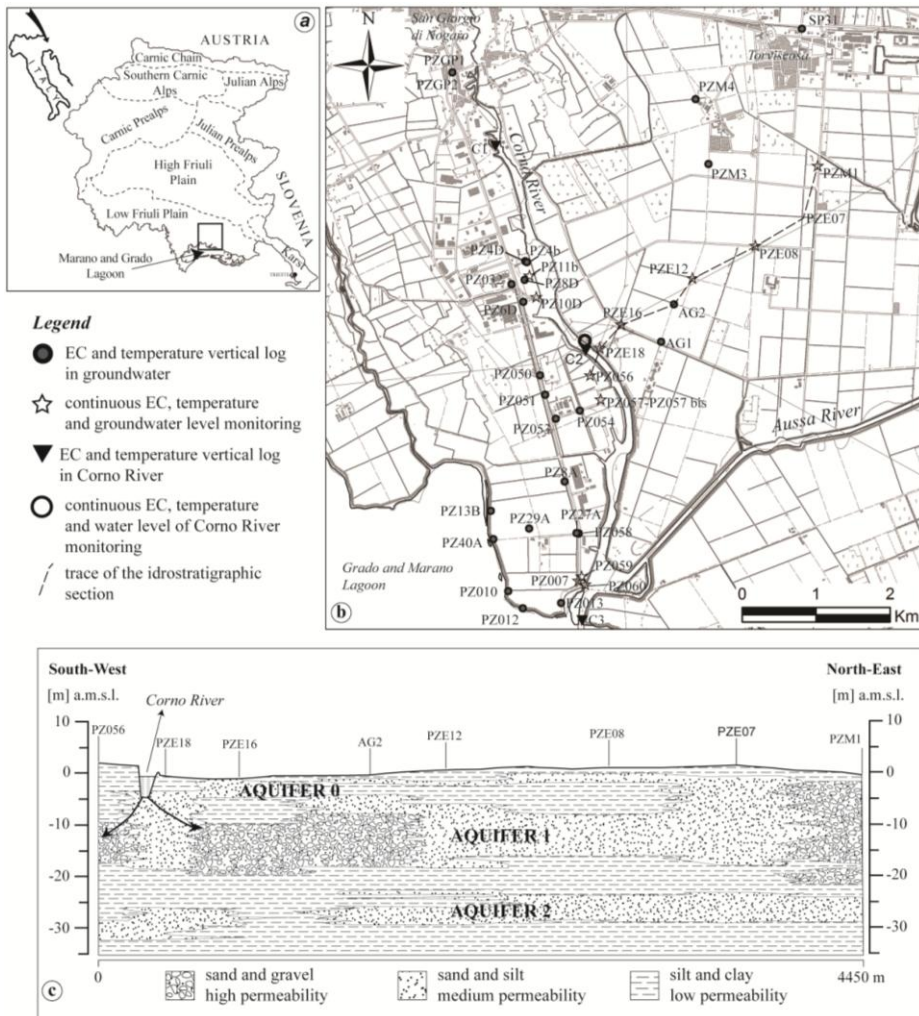 a
AUSTRIA
ITALY
Carnic Chain
Southern Carnic
Alps
Julian Alps
Carnic Prealps
Julian Prealps
High Friuli
Plain
SLOVENIA
Low Friuli Plain
Karst
Marano and Grado
Lagoon
Legend
EC and temperature vertical log
in groundwater
continuous EC, temperature
and groundwater level monitoring
EC and temperature vertical log
in Corno River
continuous EC, temperature
and water level of Corno River
monitoring
trace of the idrostratigraphic
section
N
San Giorgio
di Nogaro
PZGP1
PZGP2
SP31
Torviscosa
PZM4
C1
Corno River
PZM3
PZM1
PZE07
PZ4D
PZ4b
PZE08
PZ11b
PZE12
PZ032
PZ8D
PZ10D
PZ6D
AG2
PZE16
AG1
PZE18
C2
PZ050
PZ056
PZ051
PZ057-PZ057 bis
PZ053
PZ054
Aussa River
PZ8A
PZ13B
PZ29A
PZ27A
PZ058
PZ40A
Grado and Marano
Lagoon
PZ059
PZ007
PZ060
PZ010
PZ013
PZ012
C3
0
1
2
Km
b
South-West
North-East
[m] a.m.s.l.
Corno River
[m] a.m.s.l.
10
PZ056
PZE18
PZE16
AG2
PZE12
PZE08
PZE07
PZM1
10
0
AQUIFER 0
0
-10
AQUIFER 1
-10
-20
-20
AQUIFER 2
-30
-30
0
4450 m
c
sand and gravel
high permeability
sand and silt
medium permeability
silt and clay
low permeability